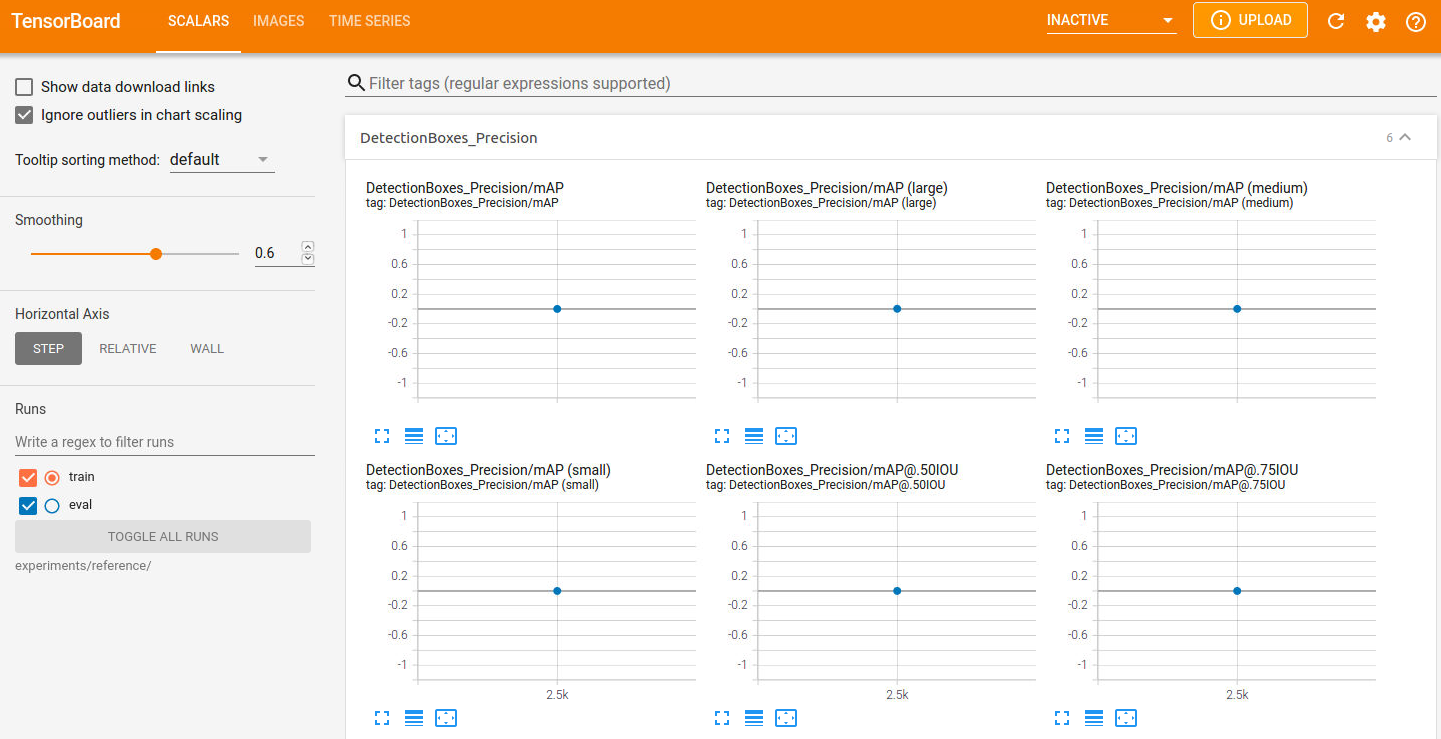 TensorBoard SCALARS IMAGES TIME SERIES INACTIVE UPLOAD
Show data download links
Ignore outliers in chart scaling
Tooltip sorting method: default
Smoothing
0.6
Horizontal Axis
STEP RELATIVE WALL
Runs
Write a regex to filter runs
train
eval
TOGGLE ALL RUNS
experiments/reference/
Filter tags (regular expressions supported)
DetectionBoxes_Precision 6
DetectionBoxes_Precision/mAP
tag: DetectionBoxes_Precision/mAP
1
0.6
0.2
-0.2
-0.6
-1
DetectionBoxes_Precision/mAP (large)
tag: DetectionBoxes_Precision/mAP (large)
1
0.6
0.2
-0.2
-0.6
-1
DetectionBoxes_Precision/mAP (medium)
tag: DetectionBoxes_Precision/mAP (medium)
1
0.6
0.2
-0.2
-0.6
-1
DetectionBoxes_Precision/mAP (small)
tag: DetectionBoxes_Precision/mAP (small)
1
0.6
0.2
-0.2
-0.6
-1
2.5k
DetectionBoxes_Precision/mAP@.50IOU
tag: DetectionBoxes_Precision/mAP@.50IOU
1
0.6
0.2
-0.2
-0.6
-1
2.5k
DetectionBoxes_Precision/mAP@.75IOU
tag: DetectionBoxes_Precision/mAP@.75IOU
1
0.6
0.2
-0.2
-0.6
-1
2.5k